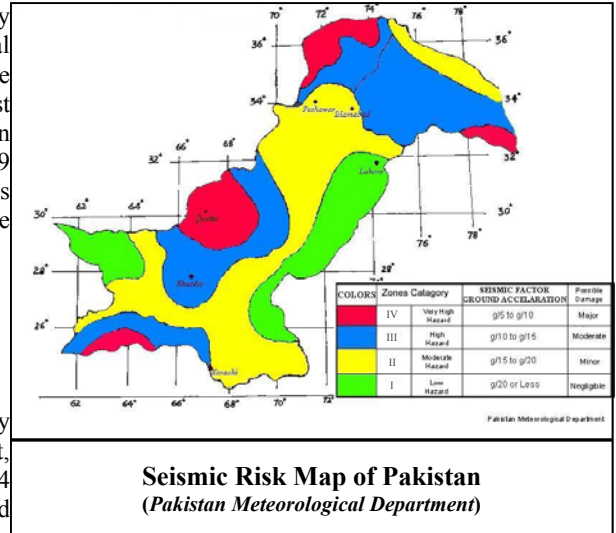 y
al
e
st
n
9
s
e
y
t,
4
d
70° 72° 74° 76°
36° 36°
34° Peshawar Islamabad 34°
32° 66 68° Lahore 32
62 64° 78°
30° Quetta 30°
76°
28° Khuzdar 28°
26°
Karachi
62 64° 66° 68° 70° 72°
COLORS Zones Catagory SEISMIC FACTOR GROUND ACCELARATION Possible Damage
IV Very High Hazard g/5 to g/10 Major
III High Hazard g/10 to g/15 Moderate
II Moderate Hazard g/15 to g/20 Minor
I Low Hazard g/20 or Less Negligible
Pakistan Meteorological Department
Seismic Risk Map of Pakistan
(Pakistan Meteorological Department)